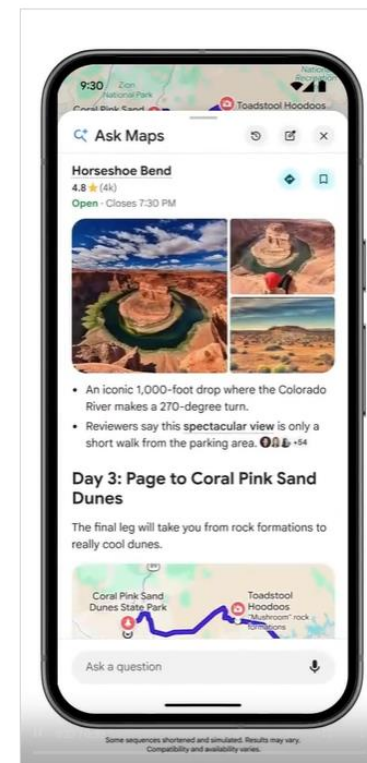 9:30
Zion
National Park
Toadstool Hoodoos
Ask Maps
Horseshoe Bend
4.8 ★ (4k)
Open · Closes 7:30 PM
• An iconic 1,000-foot drop where the Colorado
River makes a 270-degree turn.
• Reviewers say this spectacular view is only a
short walk from the parking area. +54
Day 3: Page to Coral Pink Sand
Dunes
The final leg will take you from rock formations to
really cool dunes.
89
Coral Pink Sand
Dunes State Park
Toadstool
Hoodoos
"Mushroom" rock
formations
Ask a question
Some sequences shortened and simulated. Results may vary.
Compatibility and availability varies.